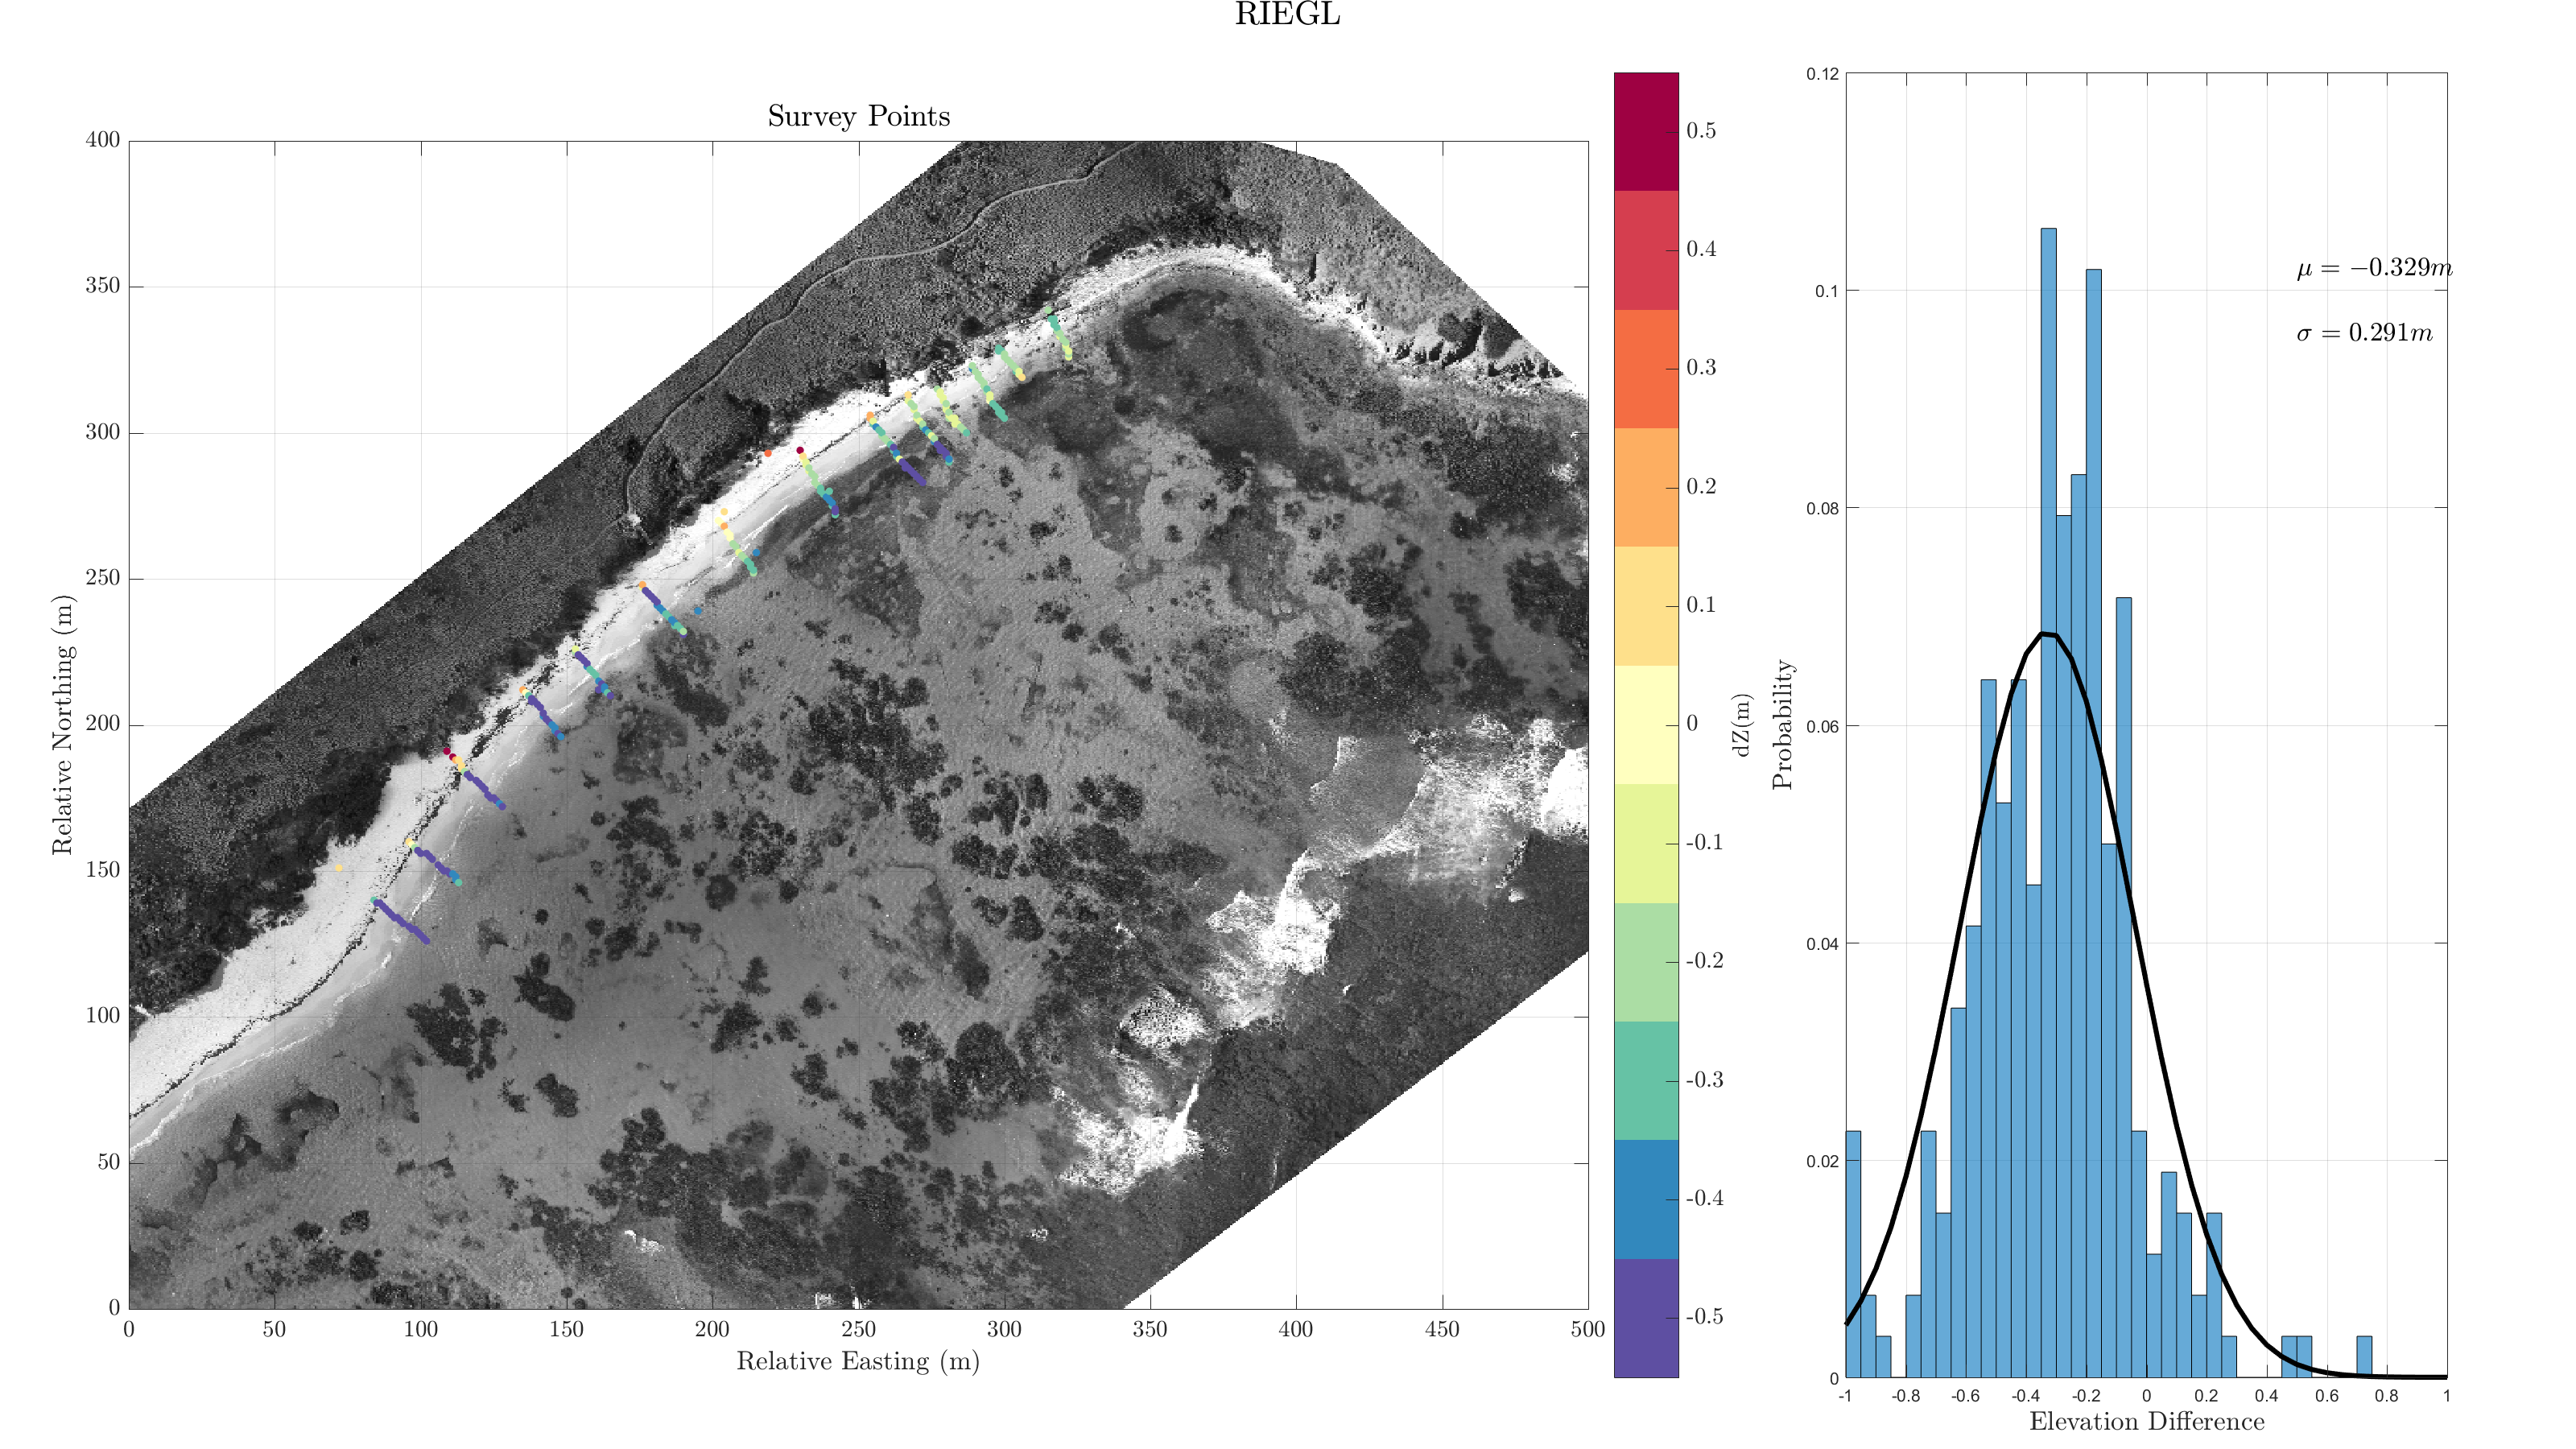 RIEGL
Survey Points
400
350
300
250
200
150
100
50
0
Relative Northing (m)
0 50 100 150 200 250 300 350 400 450 500
Relative Easting (m)
0.5
0.4
0.3
0.2
0.1
0
-0.1
-0.2
-0.3
-0.4
-0.5
dZ(m)
0.12
0.1
0.08
0.06
0.04
0.02
0
Probability
μ = −0.329m
σ = 0.291m
-1 -0.8 -0.6 -0.4 -0.2 0 0.2 0.4 0.6 0.8 1
Elevation Difference